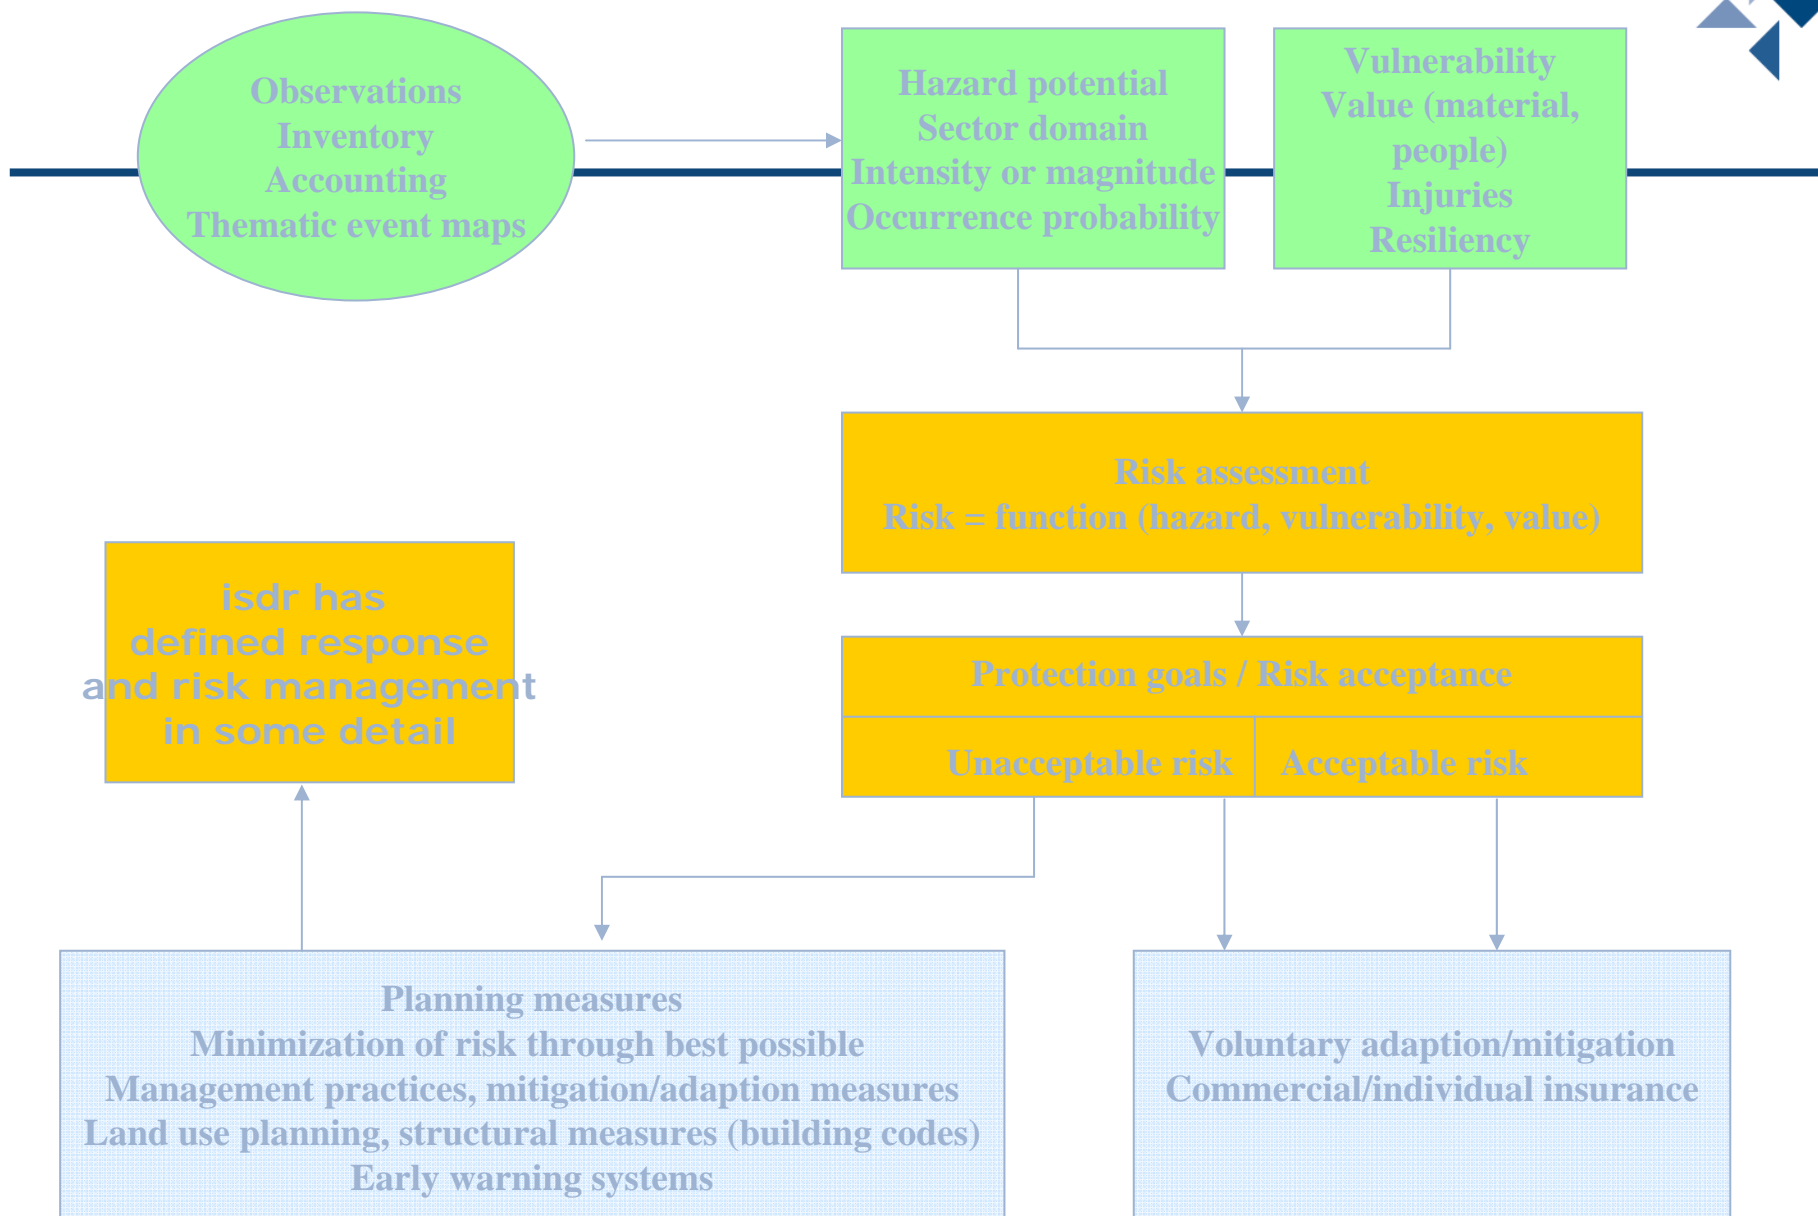 Observations
Inventory
Accounting
Thematic event maps
Hazard potential
Sector domain
Intensity or magnitude
Occurrence probability
Vulnerability
Value (material,
people)
Injuries
Resiliency
Risk assessment
Risk = function (hazard, vulnerability, value)
isdr has
defined response
and risk management
in some detail
Protection goals / Risk acceptance
Unacceptable risk
Acceptable risk
Planning measures
Minimization of risk through best possible
Management practices, mitigation/adaption measures
Land use planning, structural measures (building codes)
Early warning systems
Voluntary adaption/mitigation
Commercial/individual insurance